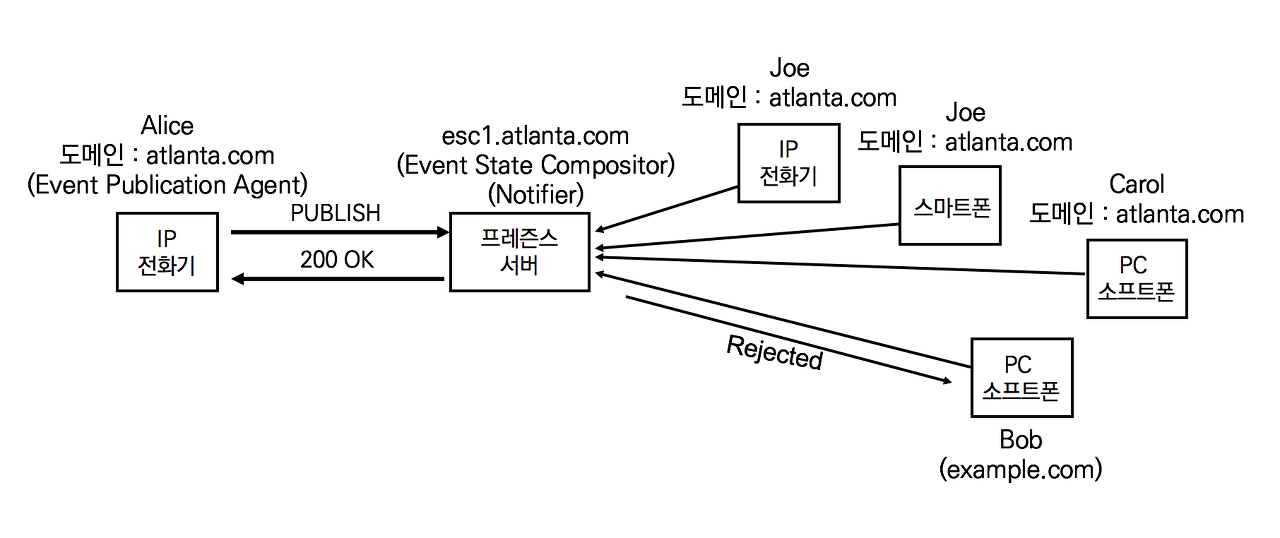 Alice
도메인 : atlanta.com
(Event Publication Agent)
IP
전화기
PUBLISH
200 OK
esc1.atlanta.com
(Event State Compositor)
(Notifier)
프레즌스
서버
Joe
도메인 : atlanta.com
IP
전화기
Joe
도메인 : atlanta.com
스마트폰
Carol
도메인 : atlanta.com
PC
소프트폰
Rejected
PC
소프트폰
Bob
(example.com)